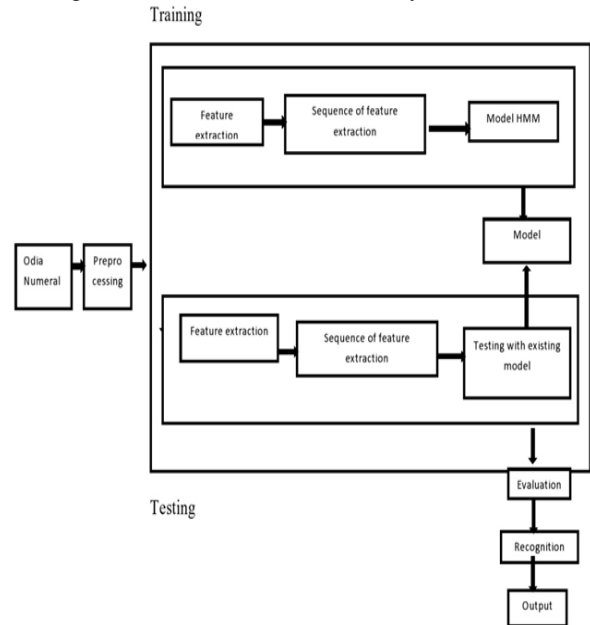 Training
Feature
extraction
Sequence of feature
extraction
Model HMM
Model
Odia
Numeral
Prepro
cessing
Feature extraction
Sequence of feature
extraction
Testing with existing
model
Evaluation
Testing
Recognition
Output